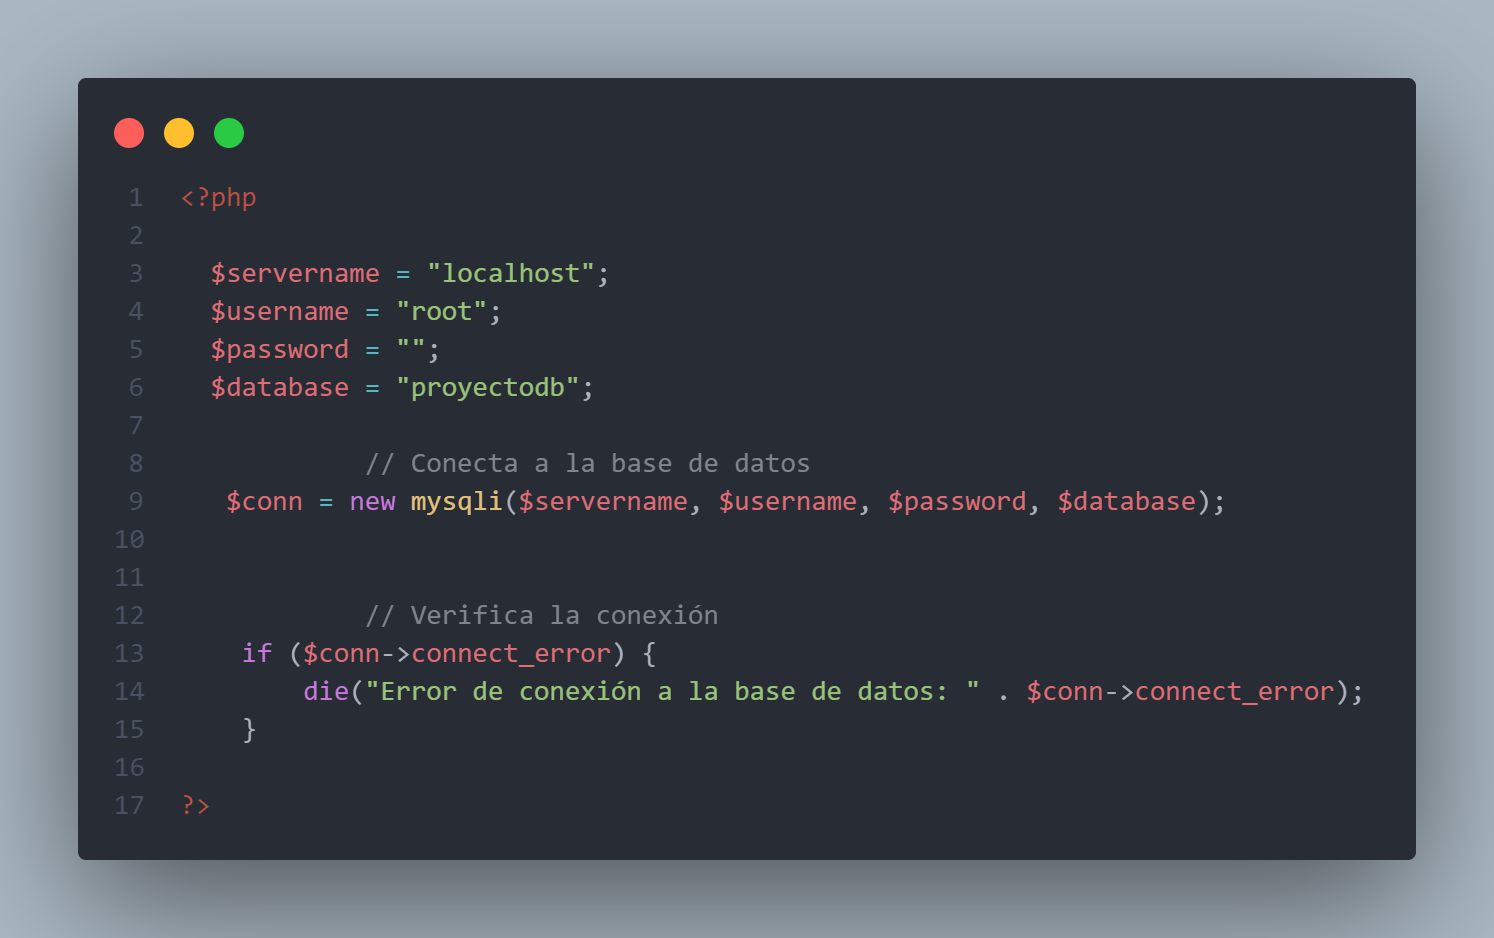 1 <?php
2
3 $servername = "localhost";
4 $username = "root";
5 $password = "";
6 $database = "proyectodb";
7
8 // Conecta a la base de datos
9 $conn = new mysqli($servername, $username, $password, $database);
10
11
12 // Verifica la conexión
13 if ($conn->connect_error) {
14 die("Error de conexión a la base de datos: " . $conn->connect_error);
15 }
16
17 ?>